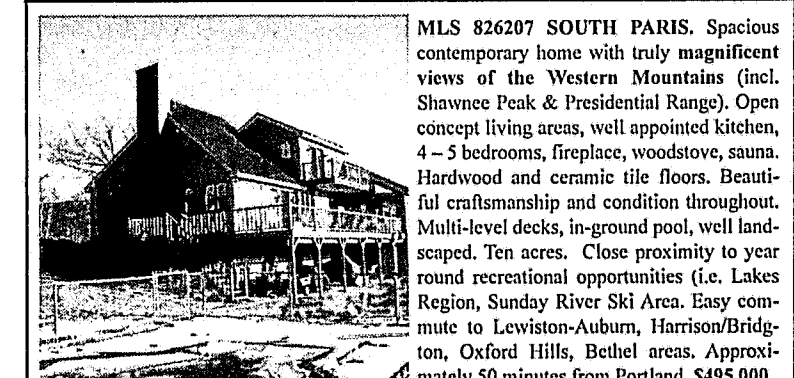 MLS 826207 SOUTH PARIS. Spacious
contemporary home with truly magnificent
views of the Western Mountains (incl.
Shawnee Peak & Presidential Range). Open
concept living areas, well appointed kitchen,
4 – 5 bedrooms, fireplace, woodstove, sauna.
Hardwood and ceramic tile floors. Beauti-
ful craftsmanship and condition throughout.
Multi-level decks, in-ground pool, well land-
scaped. Ten acres. Close proximity to year
round recreational opportunities (i.e. Lakes
Region, Sunday River Ski Area. Easy com-
mute to Lewiston-Auburn, Harrison/Bridg-
ton, Oxford Hills, Bethel areas. Approxi-
mately 50 minutes from Portland. $495,000